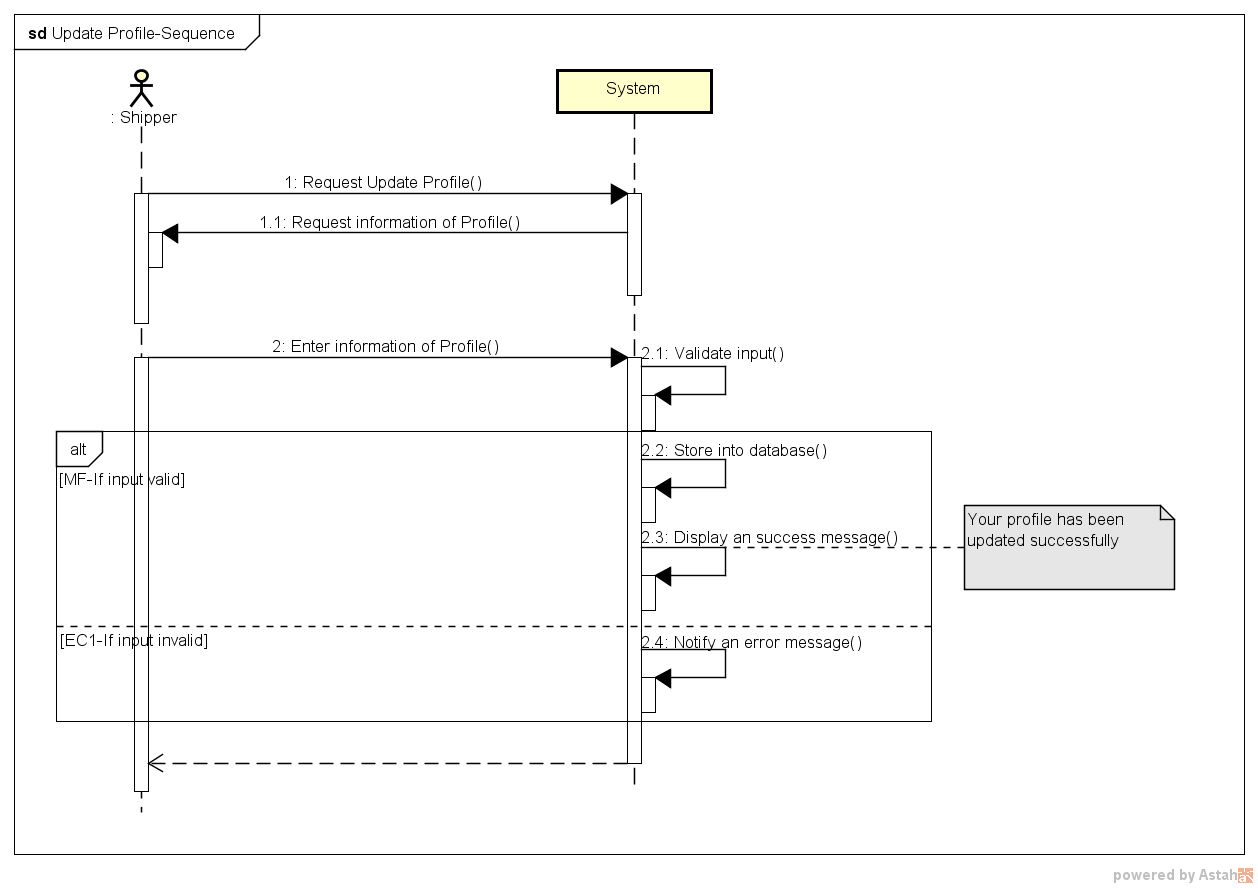 sd Update Profile-Sequence
: Shipper
System
1: Request Update Profile()
1.1: Request information of Profile()
2: Enter information of Profile()
2.1: Validate input()
alt
2.2: Store into database()
[MF-If input valid]
Your profile has been
updated successfully
2.3: Display an success message()
[EC1-If input invalid]
2.4: Notify an error message()
powered by Astah